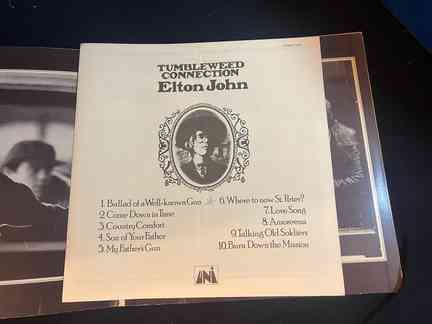 TUMBLEWEED
CONNECTION
Elton John
1. Ballad of a Well-known Gun
2. Come Down in Time
3. Country Comfort
4. Son of Your Father
5. My Father's Gun
6. Where to now St. Peter?
7. Love Song
8. Amoreena
9. Talking Old Soldiers
10. Burn Down the Mission
UNI